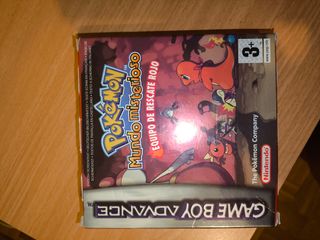 POKéMON
Mundo misterioso
EQUIPO DE RESCATE ROJO
3+
The Pokémon Company
Nintendo
GAME BOY ADVANCE